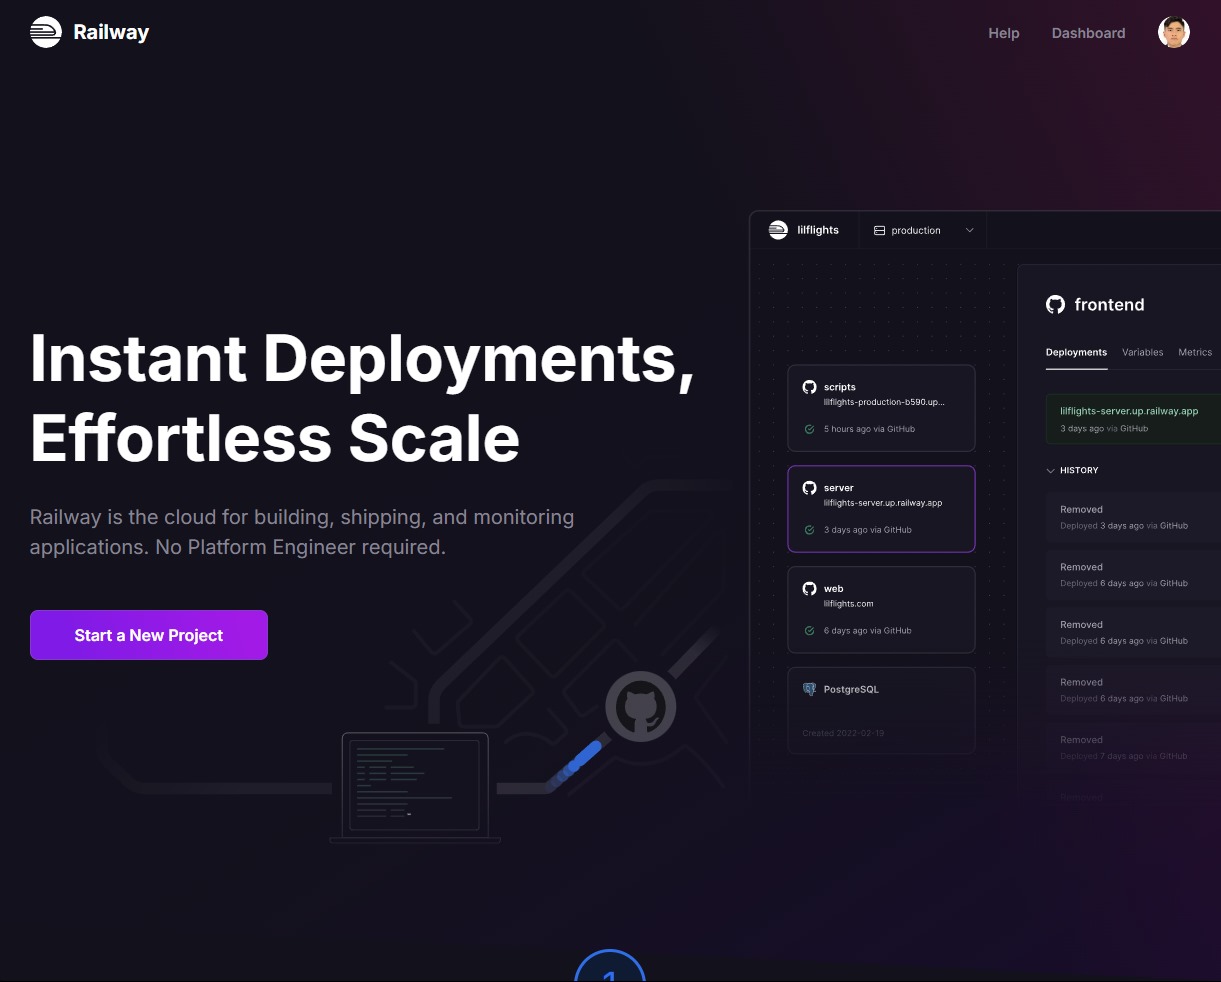 Railway
Help
Dashboard
lilflights
production
frontend
Deployments
Variables
Metrics
lilflights-server.up.railway.app
3 days ago via GitHub
HISTORY
Removed
Deployed 3 days ago via GitHub
Removed
Deployed 6 days ago via GitHub
Removed
Deployed 6 days ago via GitHub
Removed
Deployed 6 days ago via GitHub
Removed
Deployed 7 days ago via GitHub
Removed
scripts
lilflights-production-b590.up...
5 hours ago via GitHub
server
lilflights-server.up.railway.app
3 days ago via GitHub
web
lilflights.com
6 days ago via GitHub
PostgreSQL
Created 2022-02-19
Instant Deployments,
Effortless Scale
Railway is the cloud for building, shipping, and monitoring
applications. No Platform Engineer required.
Start a New Project
1